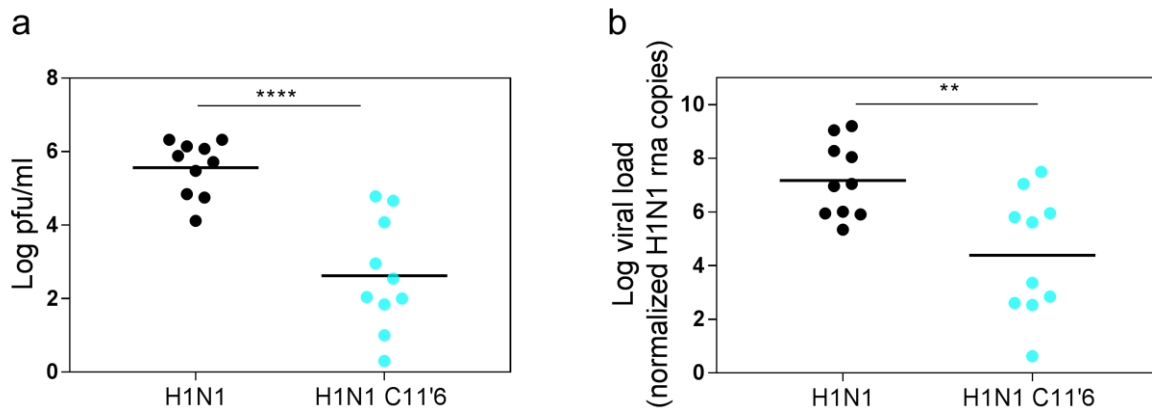 a
Log pfu/ml
8
6
4
2
0
****
H1N1
H1N1 C11'6
b
Log viral load
(normalized H1N1 rna copies)
10
8
6
4
2
0
**
H1N1
H1N1 C11'6